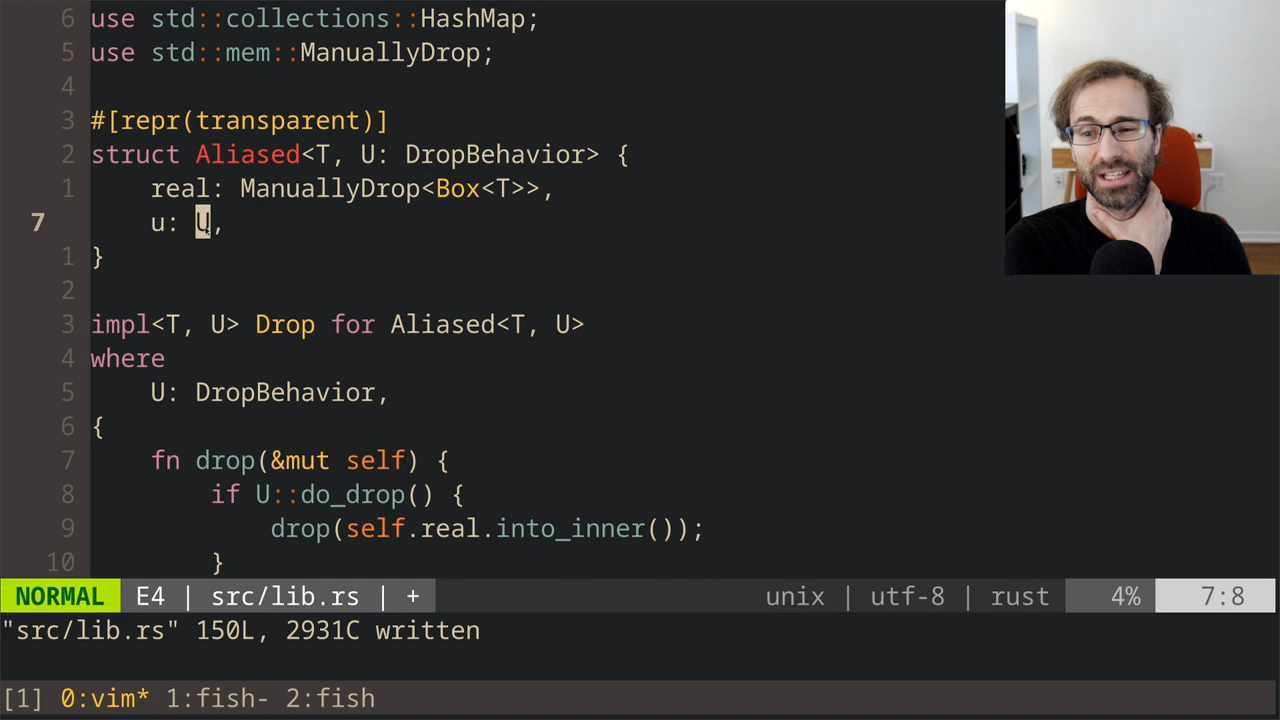 6 use std::collections::HashMap;
5 use std::mem::ManuallyDrop;
4
3 #[repr(transparent)]
2 struct Aliased<T, U: DropBehavior> {
1     real: ManuallyDrop<Box<T>>,
7     u: U,
1 }
2
3 impl<T, U> Drop for Aliased<T, U>
4 where
5     U: DropBehavior,
6 {
7     fn drop(&mut self) {
8         if U::do_drop() {
9             drop(self.real.into_inner());
10         }
NORMAL E4 | src/lib.rs | + unix | utf-8 | rust 4% 7:8
"src/lib.rs" 150L, 2931C written
[1] 0:vim* 1:fish- 2:fish